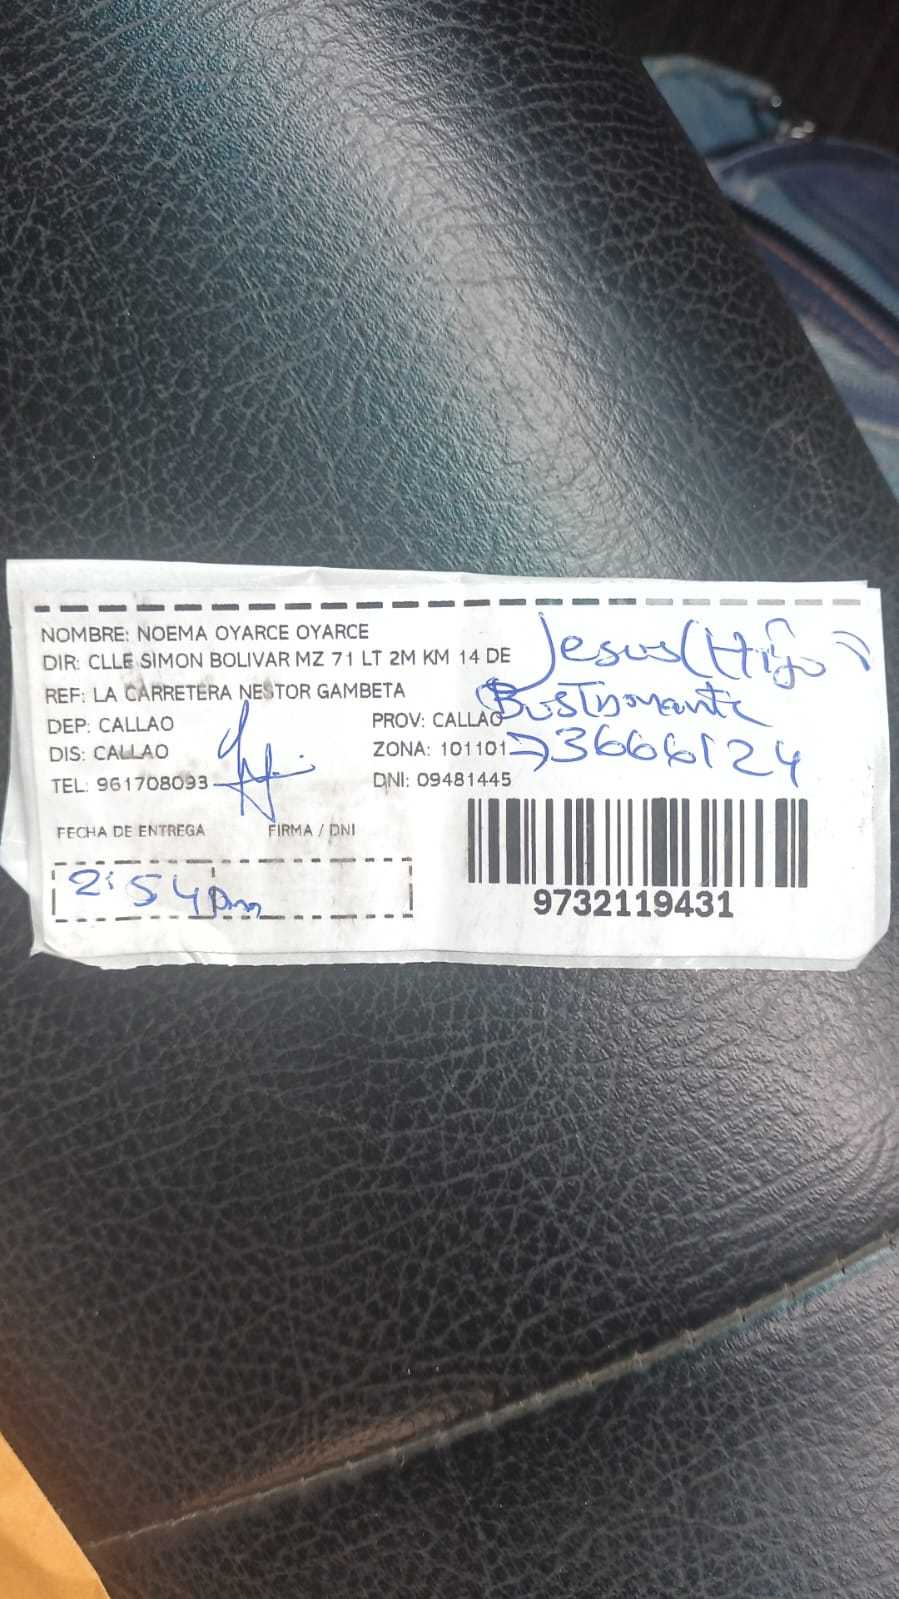 NOMBRE: NOEMA OYARCE OYARCE
DIR: CLLE SIMON BOLIVAR MZ 71 LT 2M KM 14 DE
Jesus (Hijo)
REF: LA CARRETERA NESTOR GAMBETA
DEP: CALLAO PROV: CALLAO
DIS: CALLAO ZONA: 101101
73666124
TEL: 961708093 DNI: 09481445
FECHA DE ENTREGA FIRMA / DNI
2:54pm
9732119431